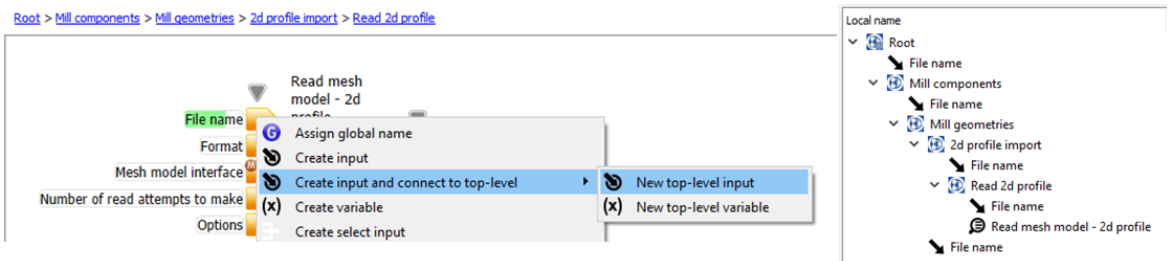 Root > Mill components > Mill geometries > 2d profile import > Read 2d profile
Read mesh
model - 2d
profile
File name
Format
Mesh model interface
Number of read attempts to make
Options
G Assign global name
Create input
Create input and connect to top-level
(x) Create variable
Create select input
New top-level input
(x) New top-level variable
Local name
Root
File name
Mill components
File name
Mill geometries
File name
2d profile import
File name
Read 2d profile
File name
Read mesh model - 2d profile
File name